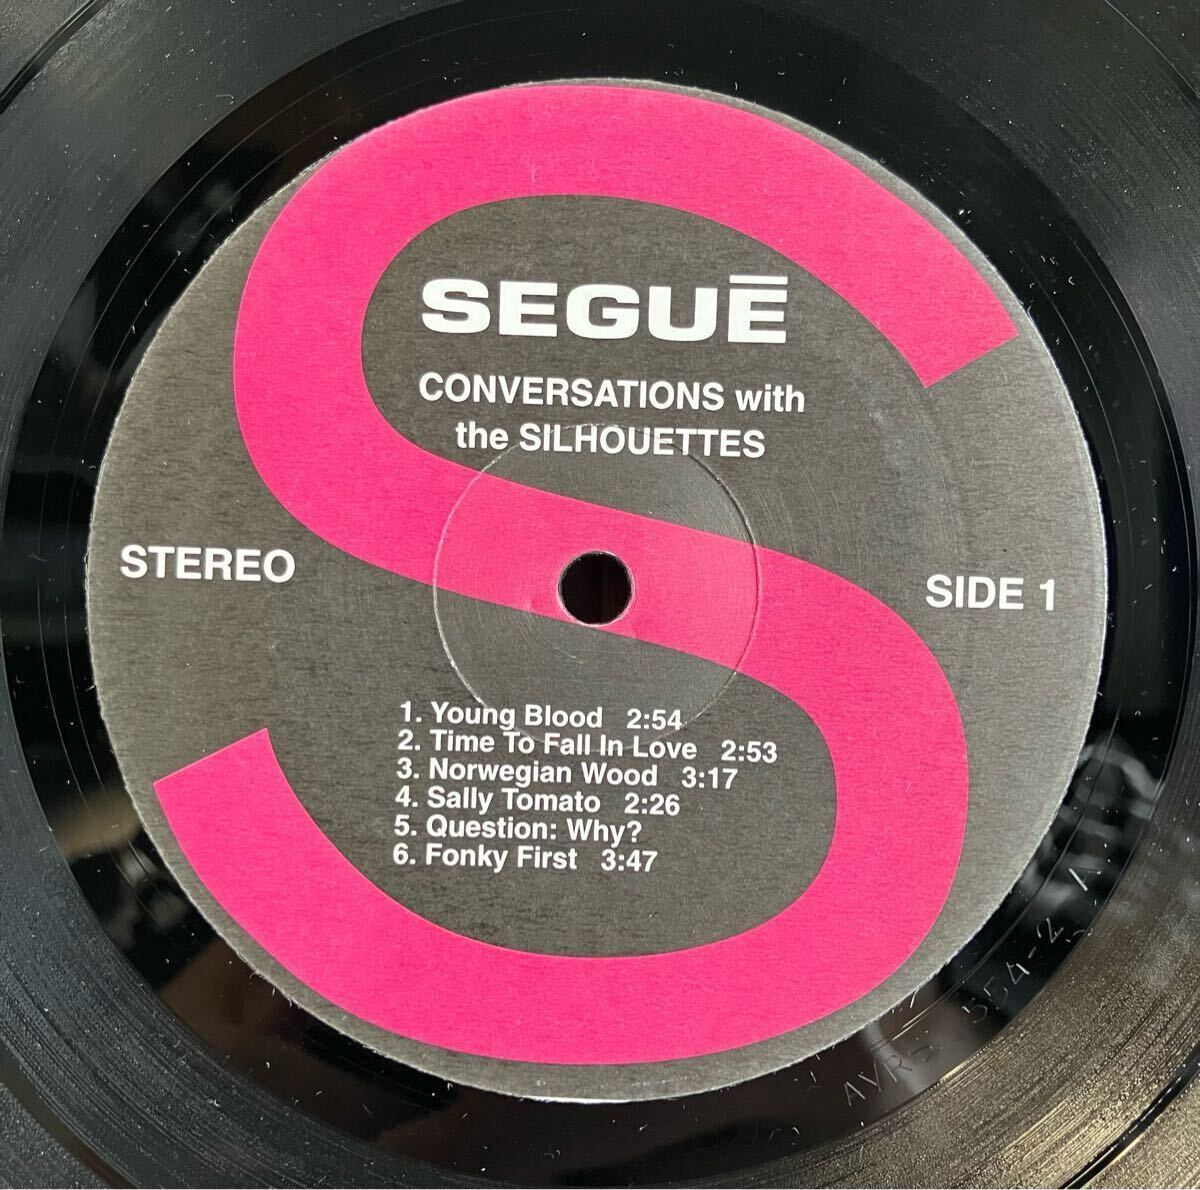 SEGUĒ
CONVERSATIONS with
the SILHOUETTES
STEREO
SIDE 1
1. Young Blood 2:54
2. Time To Fall In Love 2:53
3. Norwegian Wood 3:17
4. Sally Tomato 2:26
5. Question: Why?
6. Fonky First 3:47
554-2 A